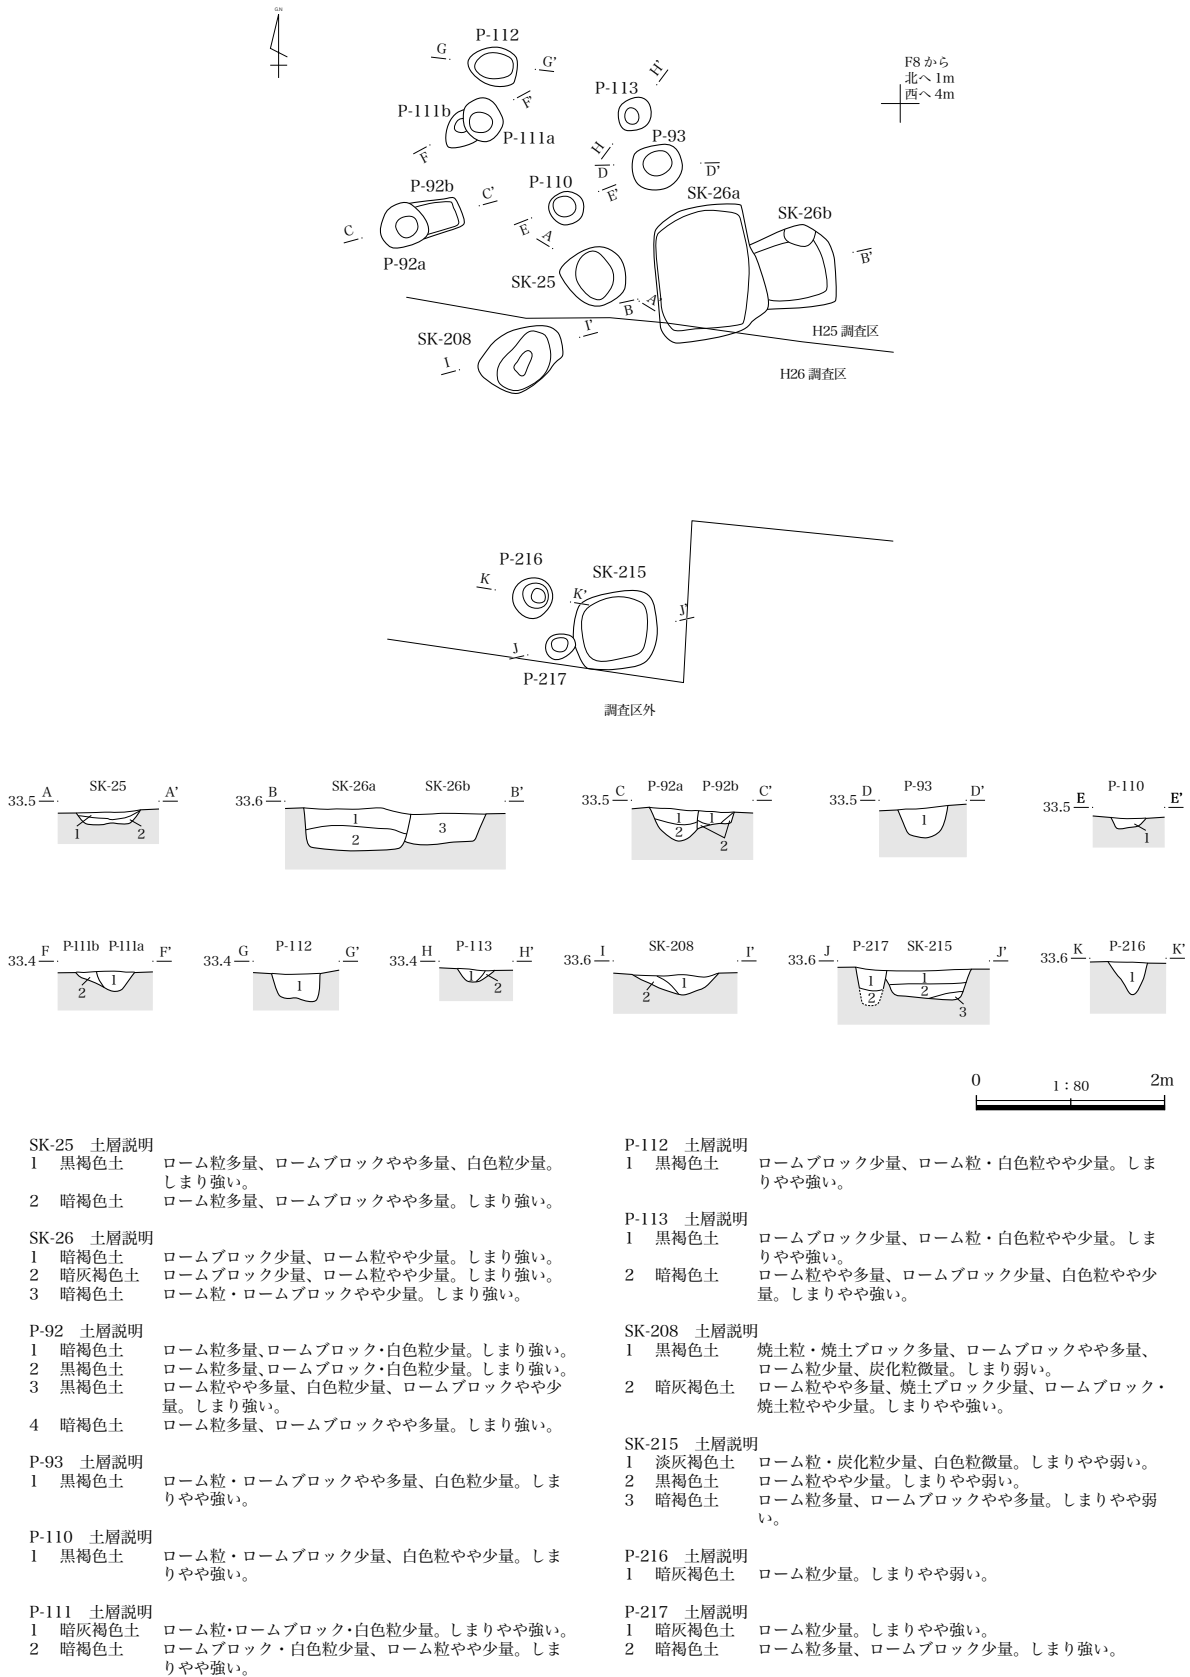 G.N
P-112
G
G'
F8 から
北へ 1m
西へ 4m
H'
P-113
F'
P-111b
P-111a
P-93
F
H
D
D'
P-110
E'
P-92b
C'
SK-26a
SK-26b
E
A
C
P-92a
B'
SK-25
B
A'
I'
H25 調査区
SK-208
I
H26 調査区
P-216
SK-215
K
K'
J'
J
P-217
調査区外
SK-25
33.5 A A'
1 2
SK-26a SK-26b
33.6 B B'
1
2
3
P-92a P-92b
33.5 C C'
1 1
2
2
P-93
33.5 D D'
1
P-110
33.5 E E'
1
P-111b P-111a
33.4 F F'
1
2
P-112
33.4 G G'
1
P-113
33.4 H H'
1
2
SK-208
33.6 I I'
1
2
P-217 SK-215
33.6 J J'
1 1
2 2
3
P-216
33.6 K K'
1
0 1：80 2m
SK-25 土層説明
1 黒褐色土 ローム粒多量、ロームブロックやや多量、白色粒少量。
しまり強い。
2 暗褐色土 ローム粒多量、ロームブロックやや多量。しまり強い。
SK-26 土層説明
1 暗褐色土 ロームブロック少量、ローム粒やや少量。しまり強い。
2 暗灰褐色土 ロームブロック少量、ローム粒やや少量。しまり強い。
3 暗褐色土 ローム粒・ロームブロックやや少量。しまり強い。
P-92 土層説明
1 暗褐色土 ローム粒多量､ロームブロック･白色粒少量。しまり強い。
2 黒褐色土 ローム粒多量､ロームブロック･白色粒少量。しまり強い。
3 黒褐色土 ローム粒やや多量、白色粒少量、ロームブロックやや少
量。しまり強い。
4 暗褐色土 ローム粒多量、ロームブロックやや多量。しまり強い。
P-93 土層説明
1 黒褐色土 ローム粒・ロームブロックやや多量、白色粒少量。しま
りやや強い。
P-110 土層説明
1 黒褐色土 ローム粒・ロームブロック少量、白色粒やや少量。しま
りやや強い。
P-111 土層説明
1 暗灰褐色土 ローム粒･ロームブロック･白色粒少量。しまりやや強い。
2 暗褐色土 ロームブロック・白色粒少量、ローム粒やや少量。しま
りやや強い。
P-112 土層説明
1 黒褐色土 ロームブロック少量、ローム粒・白色粒やや少量。しま
りやや強い。
P-113 土層説明
1 黒褐色土 ロームブロック少量、ローム粒・白色粒やや少量。しま
りやや強い。
2 暗褐色土 ローム粒やや多量、ロームブロック少量、白色粒やや少
量。しまりやや強い。
SK-208 土層説明
1 黒褐色土 焼土粒・焼土ブロック多量、ロームブロックやや多量、
ローム粒少量、炭化粒微量。しまり弱い。
2 暗灰褐色土 ローム粒やや多量、焼土ブロック少量、ロームブロック・
焼土粒やや少量。しまりやや強い。
SK-215 土層説明
1 淡灰褐色土 ローム粒・炭化粒少量、白色粒微量。しまりやや弱い。
2 黒褐色土 ローム粒やや少量。しまりやや弱い。
3 暗褐色土 ローム粒多量、ロームブロックやや多量。しまりやや弱
い。
P-216 土層説明
1 暗灰褐色土 ローム粒少量。しまりやや弱い。
P-217 土層説明
1 暗灰褐色土 ローム粒少量。しまりやや強い。
2 暗褐色土 ローム粒多量、ロームブロック少量。しまり強い。